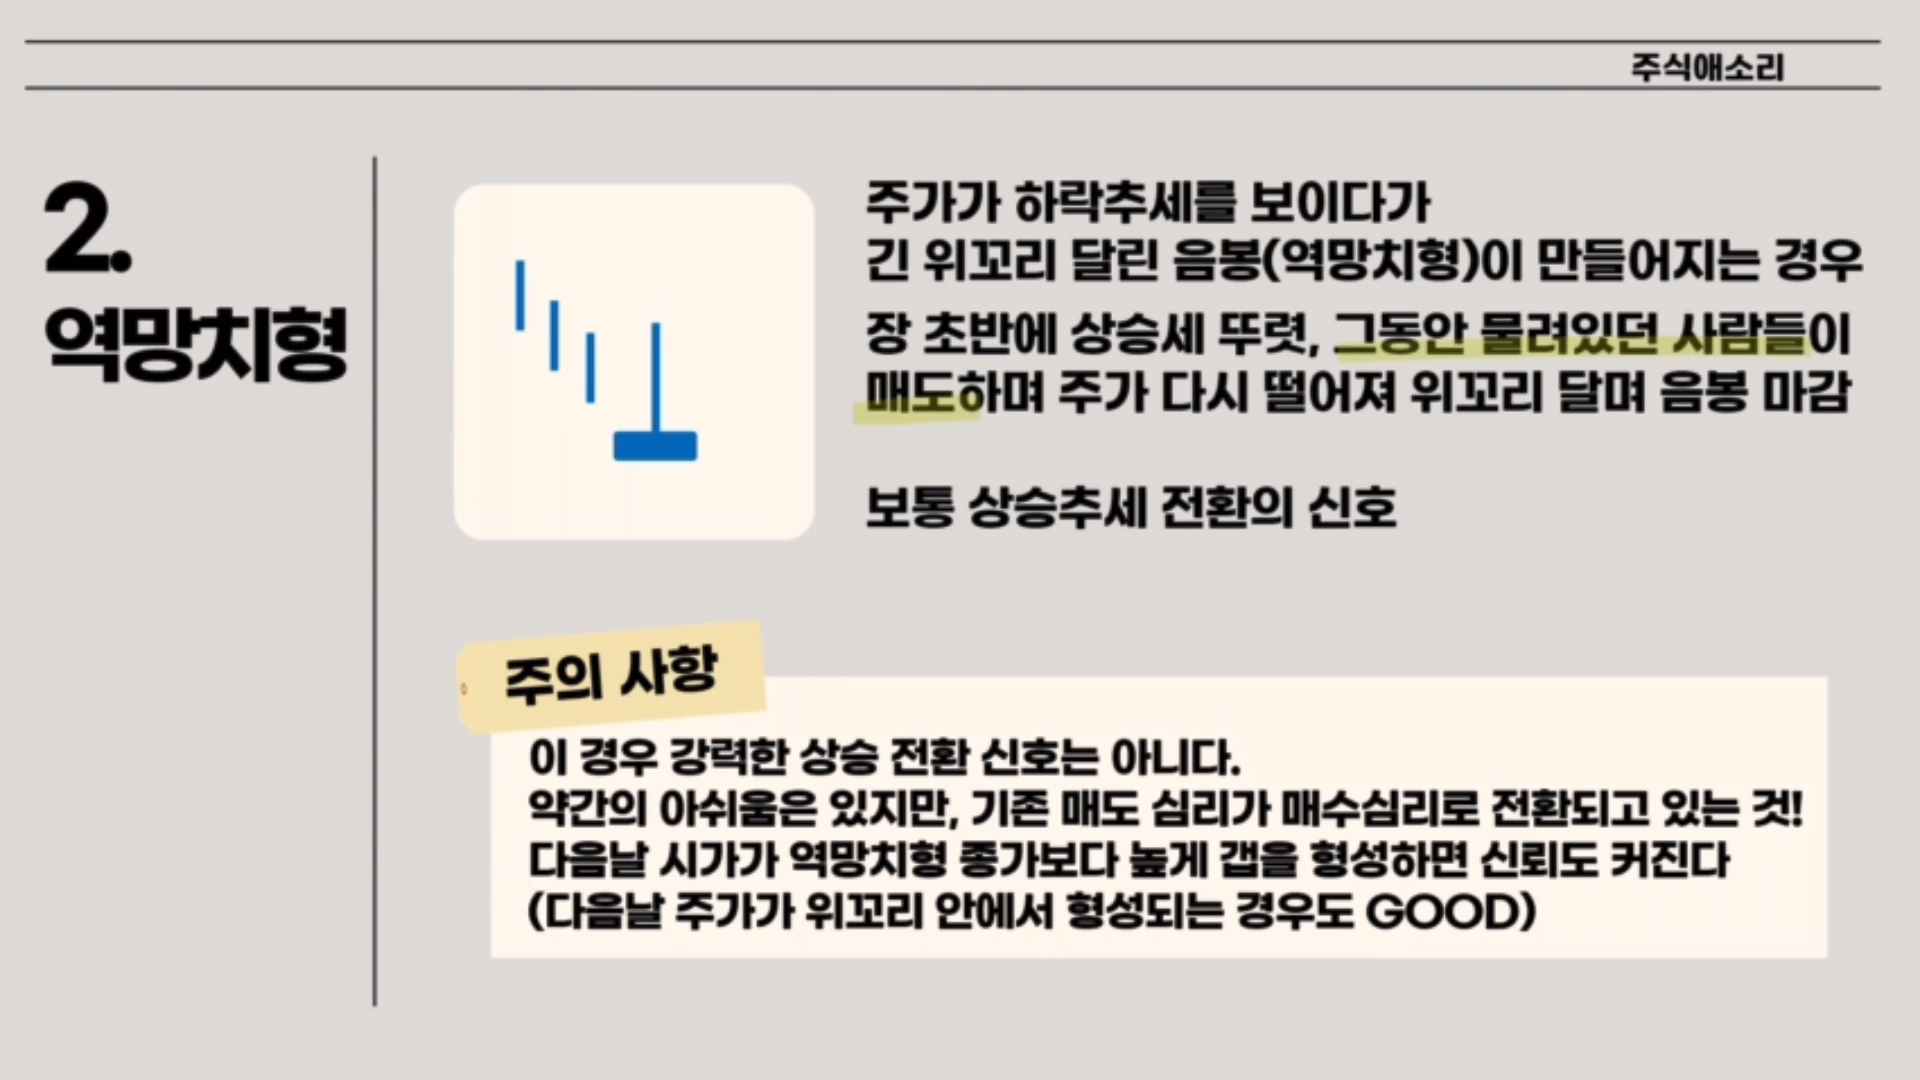 주식애소리
2.
역망치형
주가가 하락추세를 보이다가
긴 위꼬리 달린 음봉(역망치형)이 만들어지는 경우
장 초반에 상승세 뚜렷, 그동안 물려있던 사람들이
매도하며 주가 다시 떨어져 위꼬리 달며 음봉 마감
보통 상승추세 전환의 신호
주의 사항
이 경우 강력한 상승 전환 신호는 아니다.
약간의 아쉬움은 있지만, 기존 매도 심리가 매수심리로 전환되고 있는 것!
다음날 시가가 역망치형 종가보다 높게 갭을 형성하면 신뢰도 커진다
(다음날 주가가 위꼬리 안에서 형성되는 경우도 GOOD)